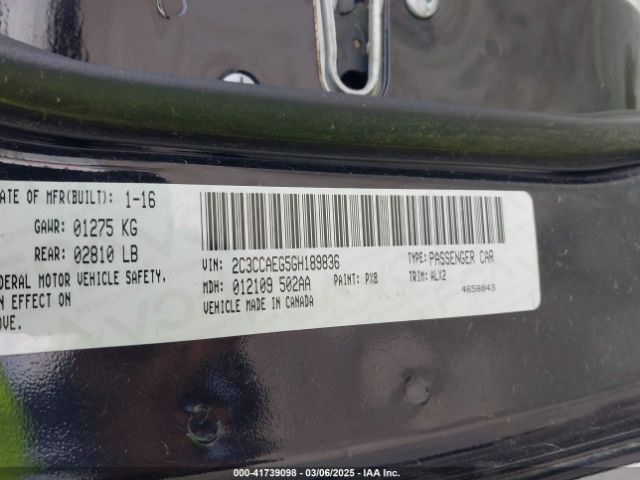 ATE OF MFR(BUILT): 1-16
GAWR: 01275 KG
REAR: 02810 LB
EDERAL MOTOR VEHICLE SAFETY,
N EFFECT ON
OVE.
VIN: 2C3CCAEG5GH189836
TYPE: PASSENGER CAR
MDH: 012109 502AA
PAINT: PX8
TRIM: ALX2
VEHICLE MADE IN CANADA
4658843
000-41739098 — 03/06/2025 — IAA Inc.